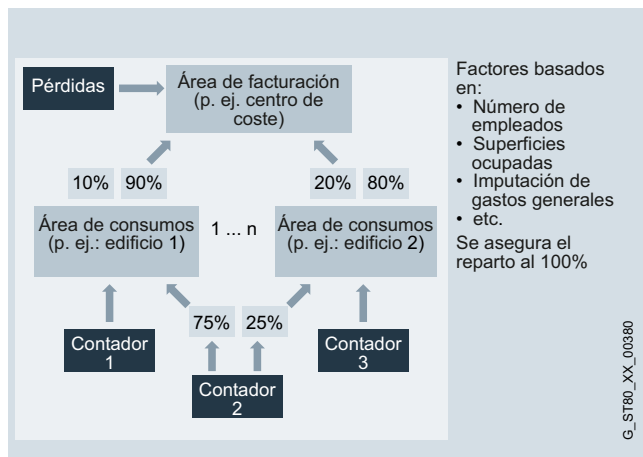 Pérdidas
Área de facturación
(p. ej. centro de
coste)
10% 90%
20% 80%
Área de consumos
(p. ej.: edificio 1)
1 ... n
Área de consumos
(p. ej.: edificio 2)
75% 25%
Contador
1
Contador
2
Contador
3
Factores basados
en:
• Número de
empleados
• Superficies
ocupadas
• Imputación de
gastos generales
• etc.
Se asegura el
reparto al 100%
G_ST80_XX_00380